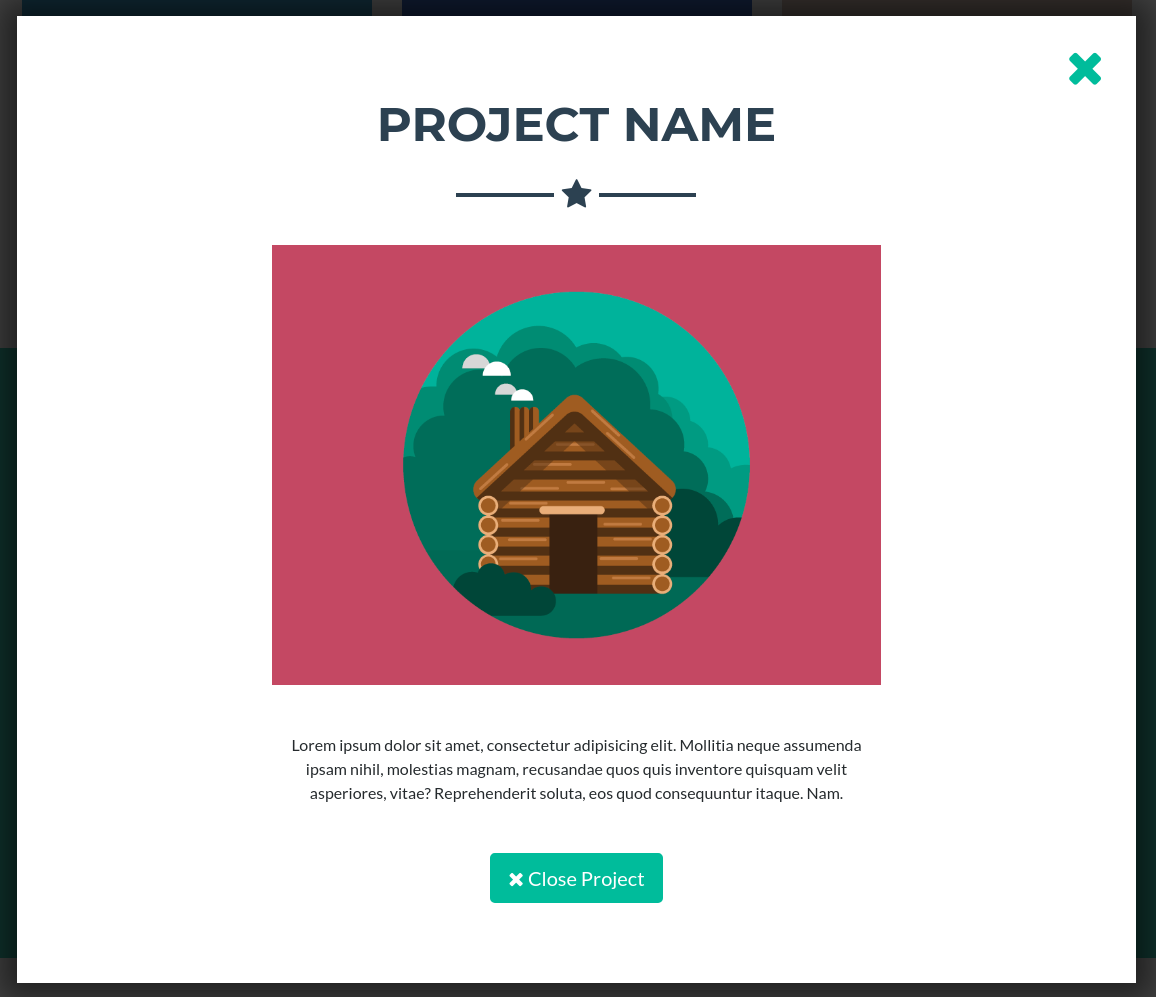 PROJECT NAME
Lorem ipsum dolor sit amet, consectetur adipisicing elit. Mollitia neque assumenda
ipsam nihil, molestias magnam, recusandae quos quis inventore quisquam velit
asperiores, vitae? Reprehenderit soluta, eos quod consequuntur itaque. Nam.
Close Project